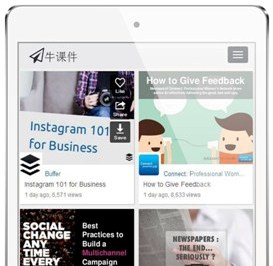 牛课件
Like
Share
Save
Instagram 101
for Business
Buffer
Instagram 101 for Business
1 day ago, 6,571 views
How to Give Feedback
Connect: Professional Wom...
How to Give Feedback
1 day ago, 6,633 views
SOCIAL
CHANGE
ANY
TIME
EVERY
Best
Practices to
Build a
Multichannel
Campaign
NEWSPAPERS :
THE END...
...SERIOUSLY ?